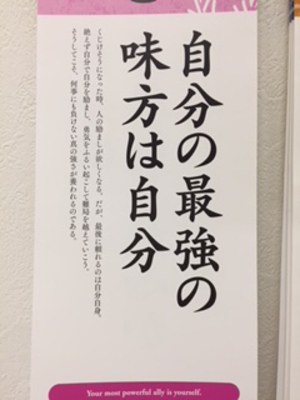 自分の最強の
味方は自分
くじけそうになった時、人の励ましが欲しくなる。だが、最後に頼れるのは自分自身。
絶えず自分で自分を励まし、勇気をふるい起こして難局を越えていこう。
そうしてこそ、何事にも負けない真の強さが養われるのである。
Your most powerful ally is yourself.